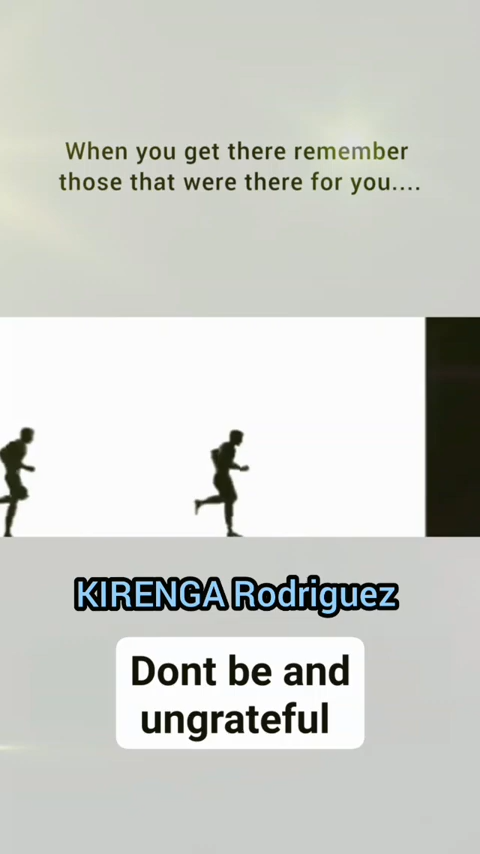 When you get there remember
those that were there for you....
KIRENGA Rodriguez
Dont be and
ungrateful